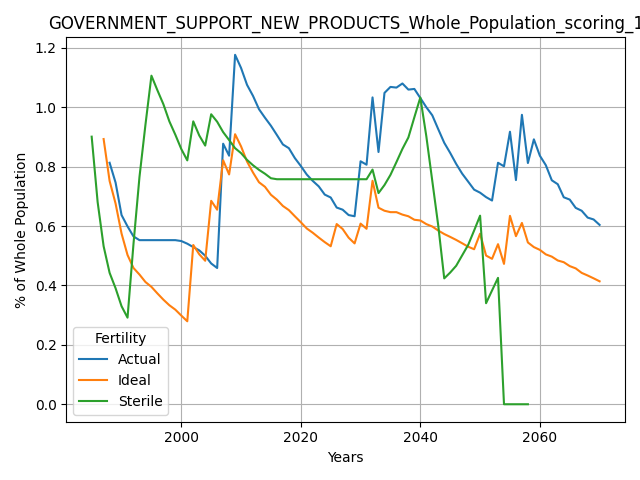 GOVERNMENT_SUPPORT_NEW_PRODUCTS_Whole_Population_scoring_1
% of Whole Population
1.2
1.0
0.8
0.6
0.4
0.2
0.0
Fertility
Actual
Ideal
Sterile
2000 2020 2040 2060
Years